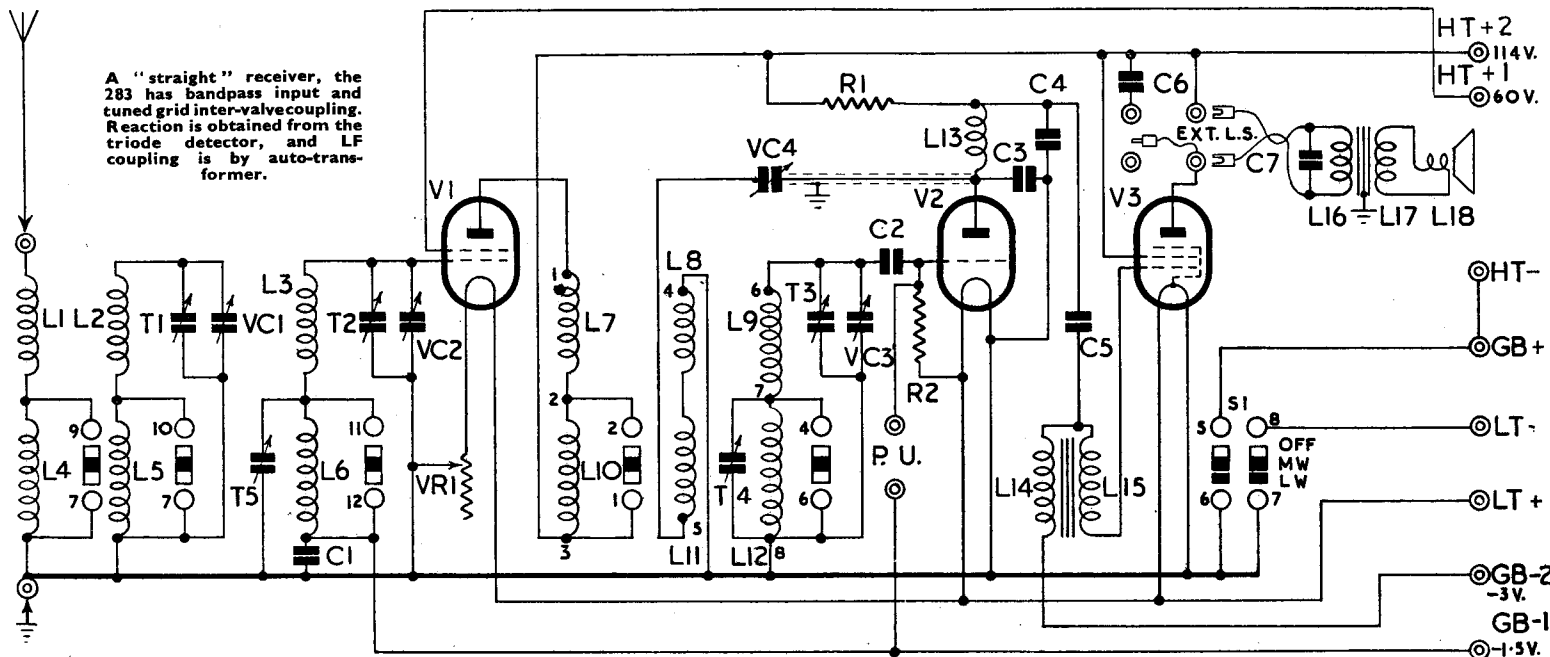 A "straight" receiver, the
283 has bandpass input and
tuned grid inter-valve coupling.
Reaction is obtained from the
triode detector, and LF
coupling is by auto-trans-
former.
HT+2
114 V.
HT+1
60 V.
R1
C4
C6
L13
EXT. L.S.
C7
VC4
C3
V1
V2
V3
L16
L17
L18
C2
L1
L2
T1
VC1
L3
T2
VC2
1
L7
L8
4
6
L9
T3
VC3
R2
C5
HT-
GB+
2
7
S1
9
L4
7
10
L5
7
T5
11
L6
12
VR1
2
L10
1
3
5
L11
T4
4
6
L12
8
P.U.
L14
L15
5
8
OFF
MW
LW
6
7
LT-
LT+
C1
GB-2
-3 V.
GB-1
-1·5 V.